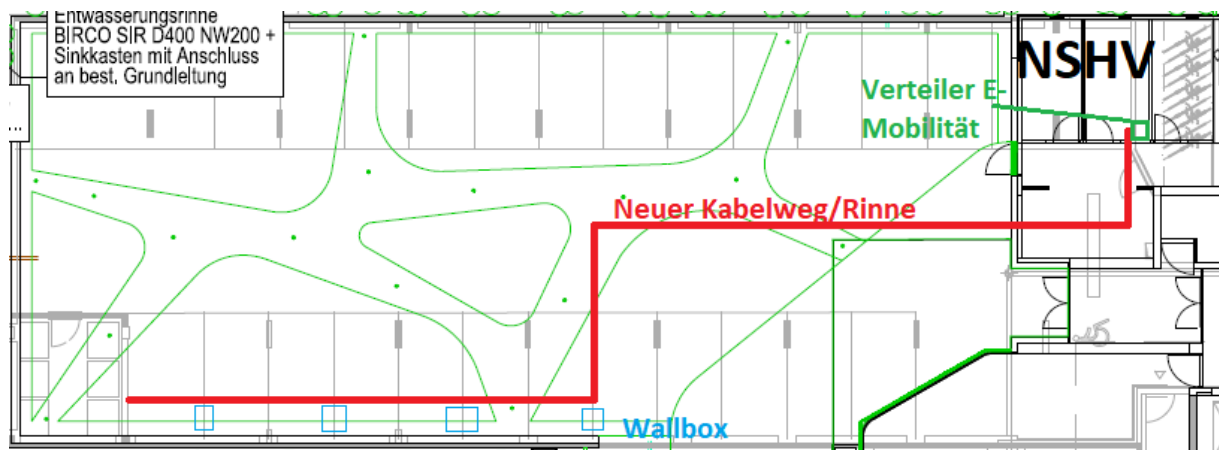 Entwässerungsrinne
BIRCO SIR D400 NW200 +
Sinkkasten mit Anschluss
an best. Grundleitung
...
NSHV
Verteiler E-
Mobilität
Neuer Kabelweg/Rinne
Wallbox